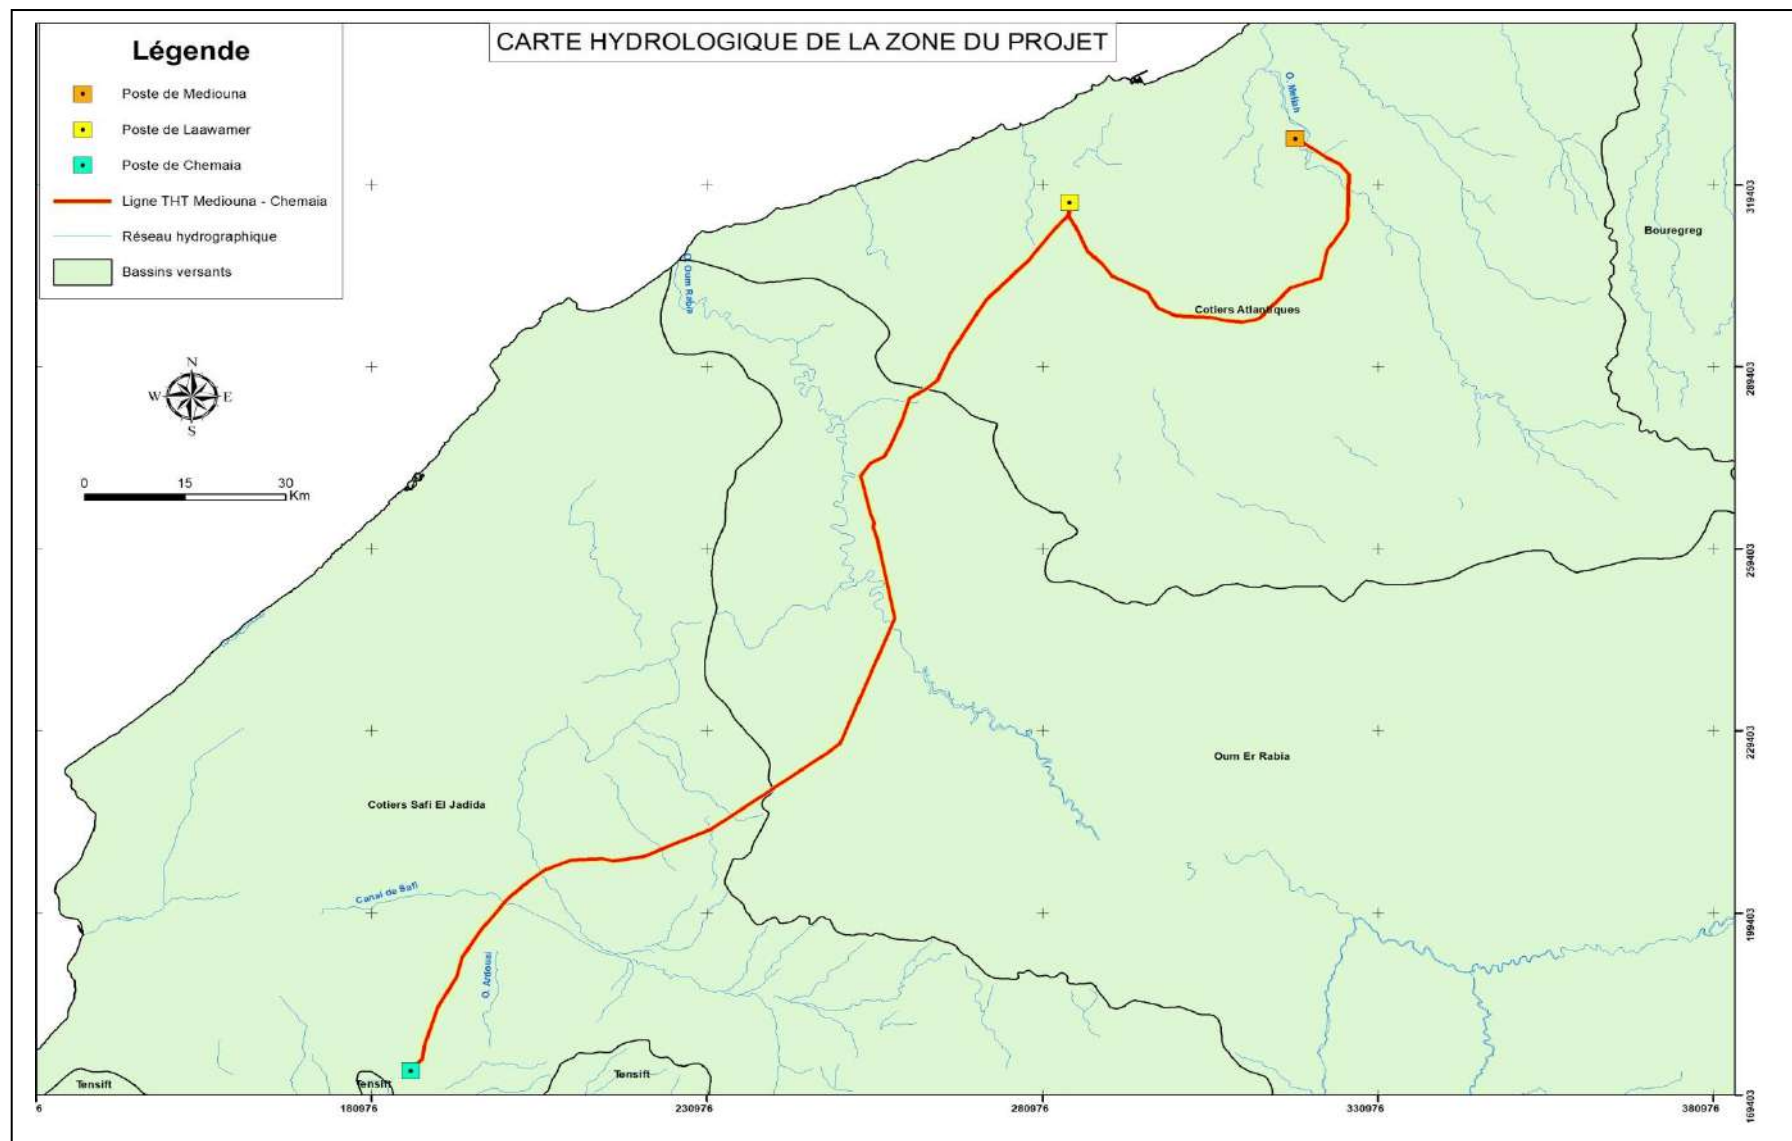 CARTE HYDROLOGIQUE DE LA ZONE DU PROJET
Légende
Poste de Mediouna
Poste de Laawamer
Poste de Chemaia
Ligne THT Mediouna - Chemaia
Réseau hydrographique
Bassins versants
N
W E
S
0 15 30
Km
O. Mellah
Bouregreg
O. Oum Rabia
Cotiers Atlantiques
Oum Er Rabia
Cotiers Safi El Jadida
Canal de Safi
O. Ardouai
Tensift
Tensift
Tensift
319403
289403
259403
229403
199403
169403
6 180976 230976 280976 330976 380976